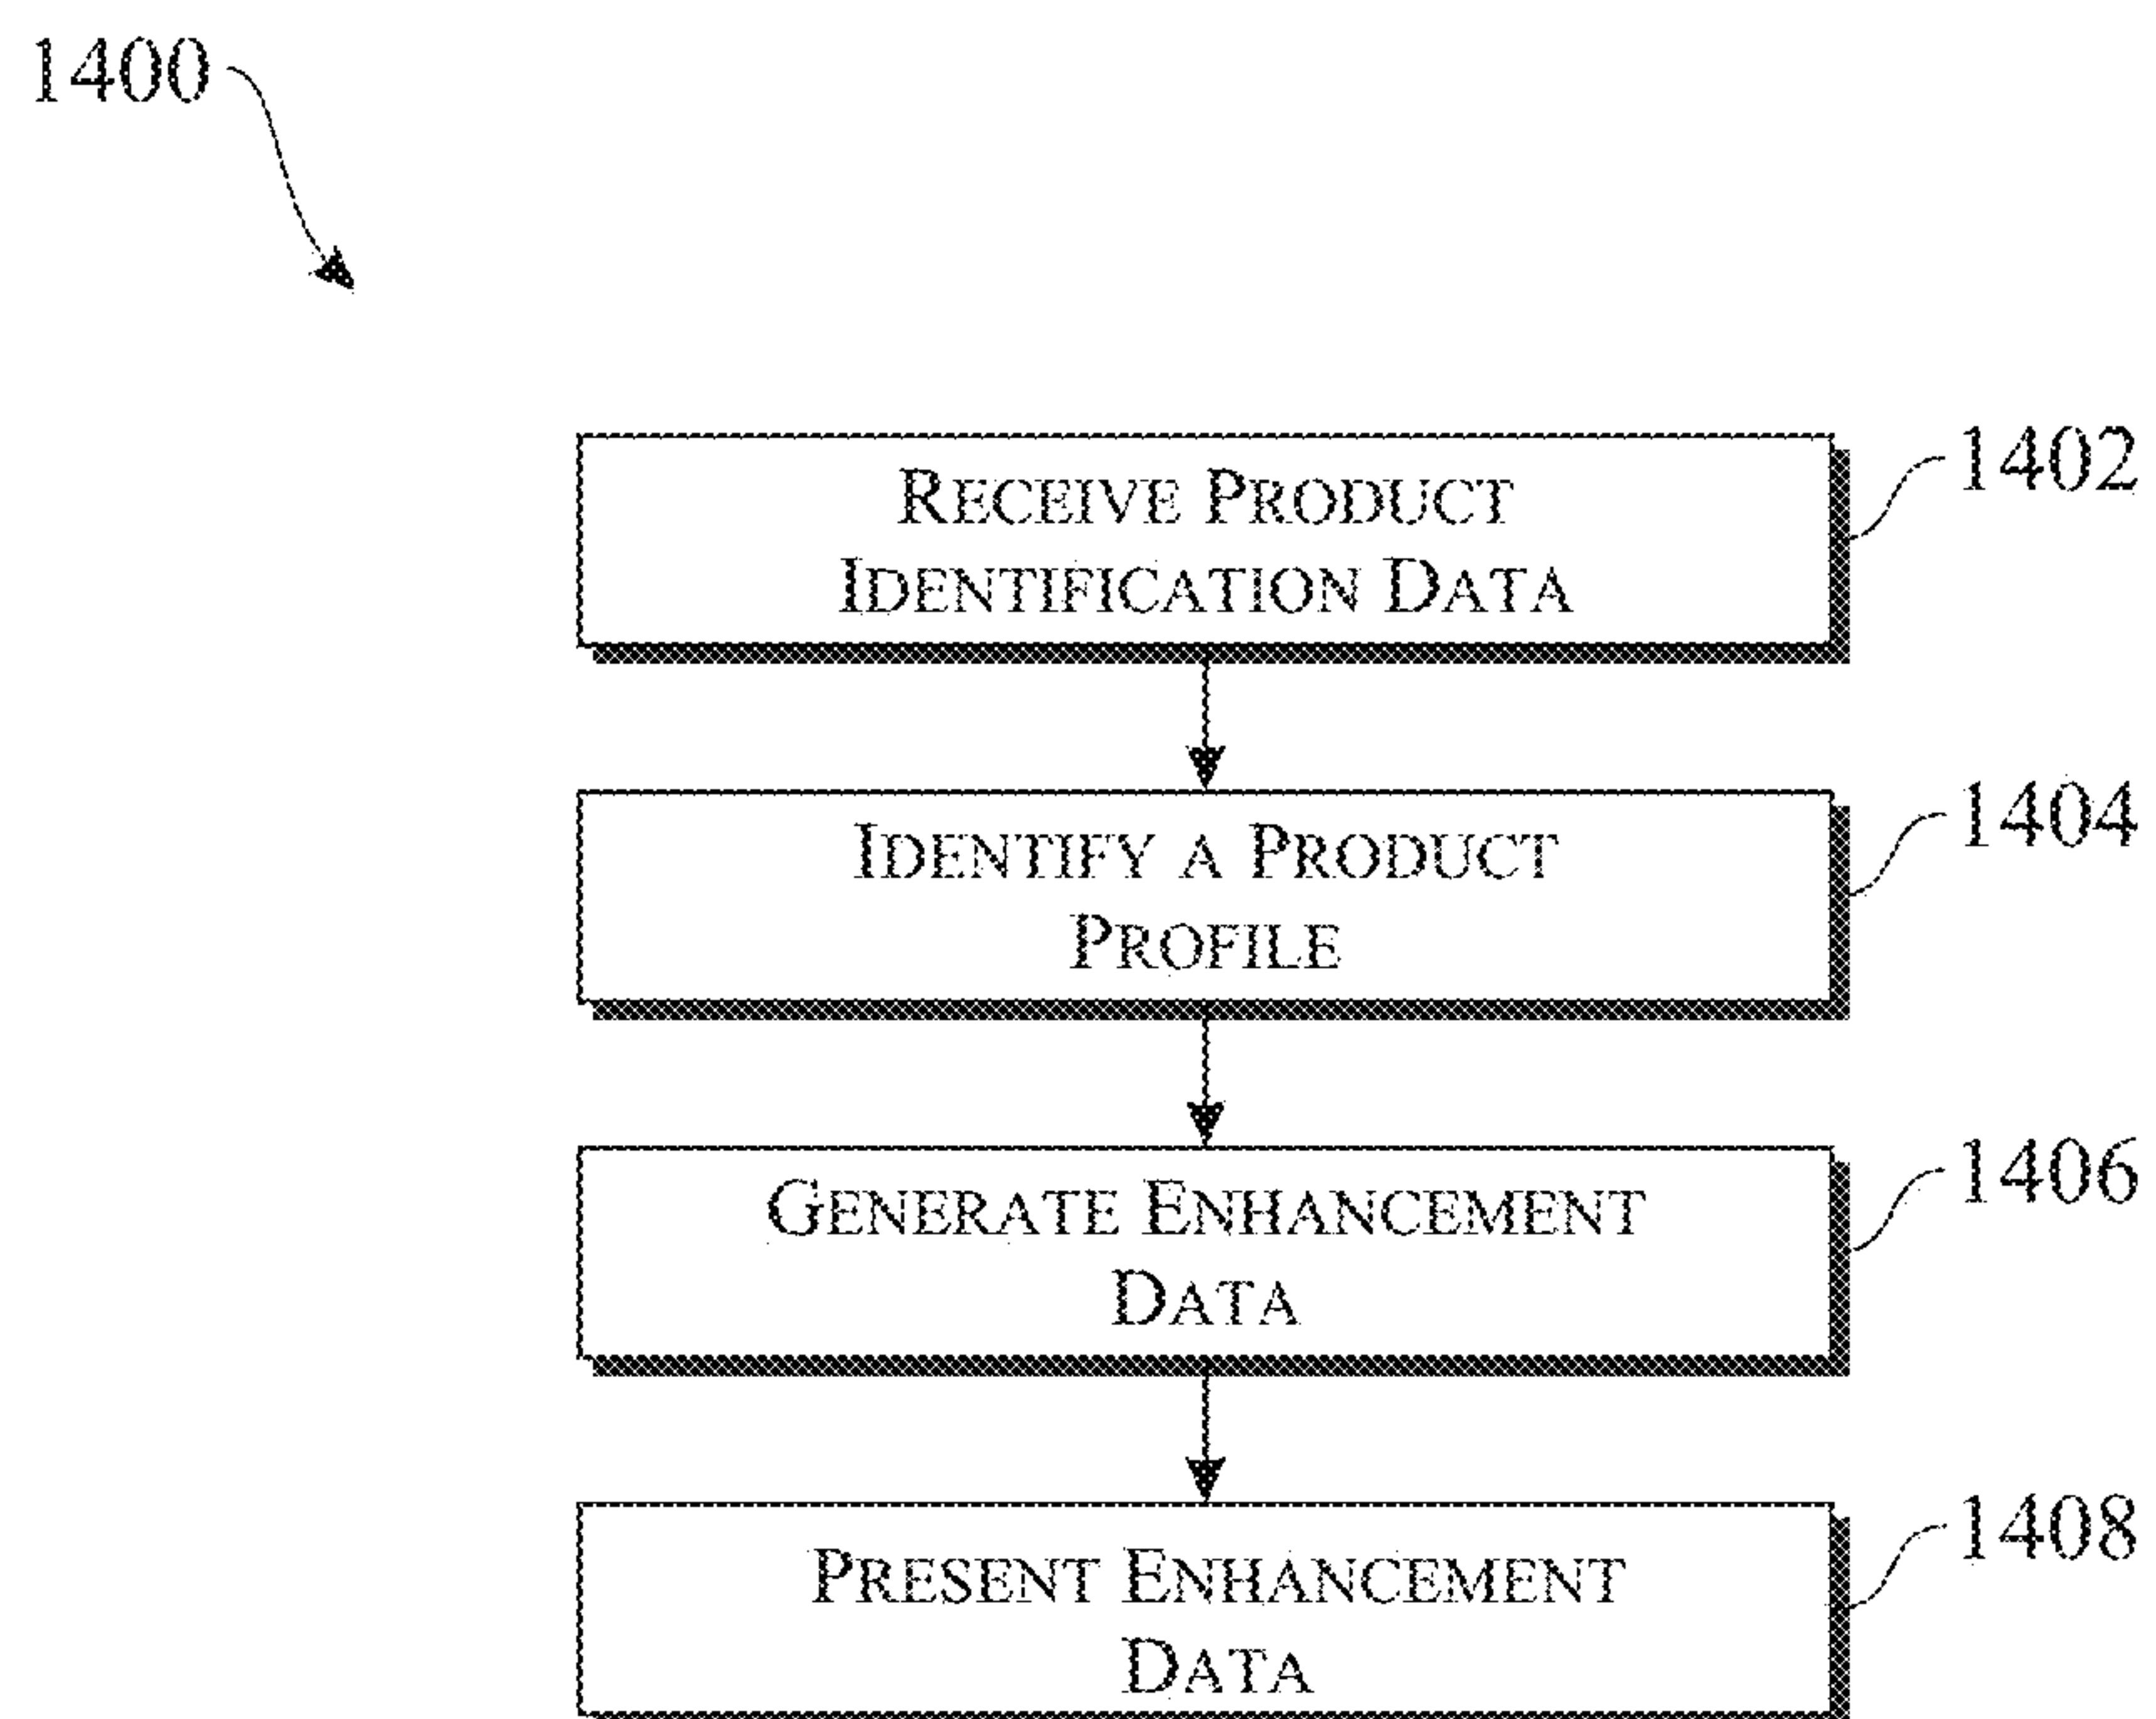 1400
RECEIVE PRODUCT
IDENTIFICATION DATA
1402
IDENTIFY A PRODUCT
PROFILE
1404
GENERATE ENHANCEMENT
DATA
1406
PRESENT ENHANCEMENT
DATA
1408